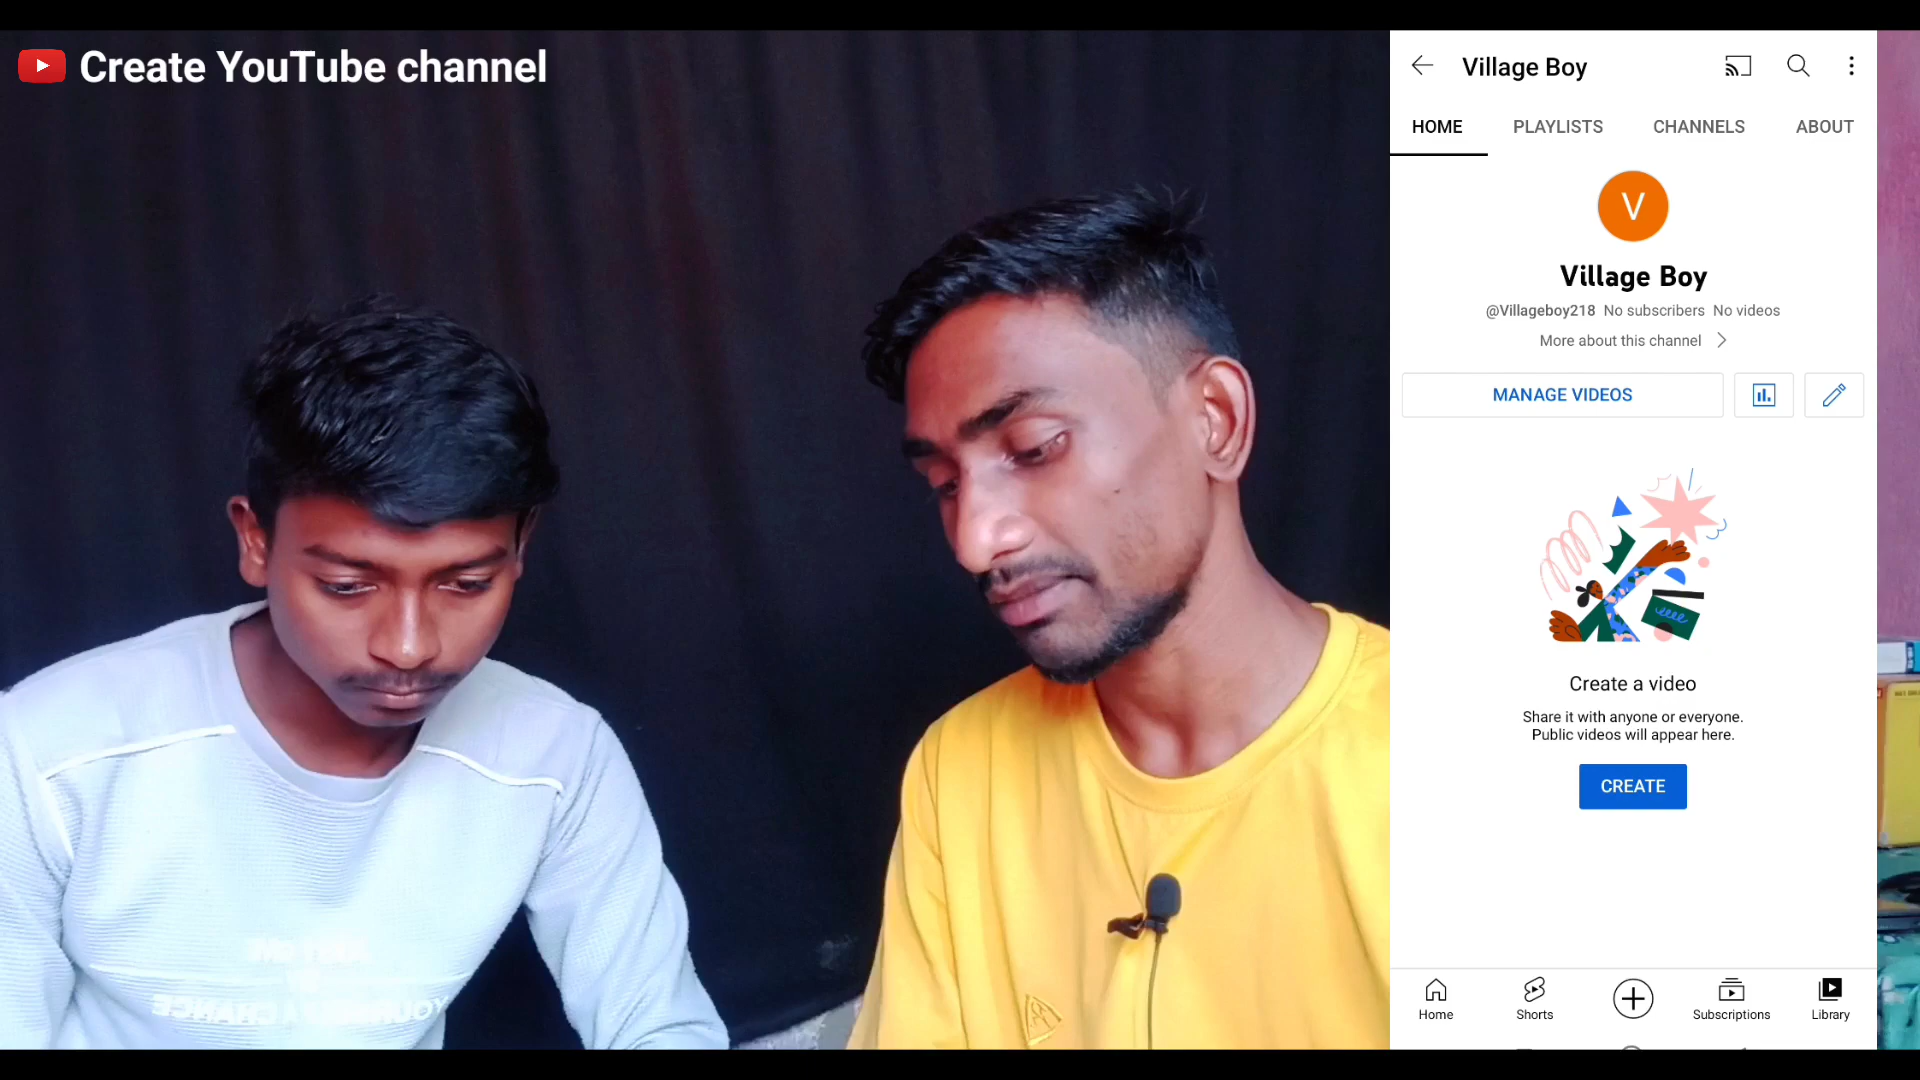 Create YouTube channel
Village Boy
HOME PLAYLISTS CHANNELS ABOUT
V
Village Boy
@Villageboy218 No subscribers No videos
More about this channel
MANAGE VIDEOS
Create a video
Share it with anyone or everyone.
Public videos will appear here.
CREATE
Home Shorts Subscriptions Library